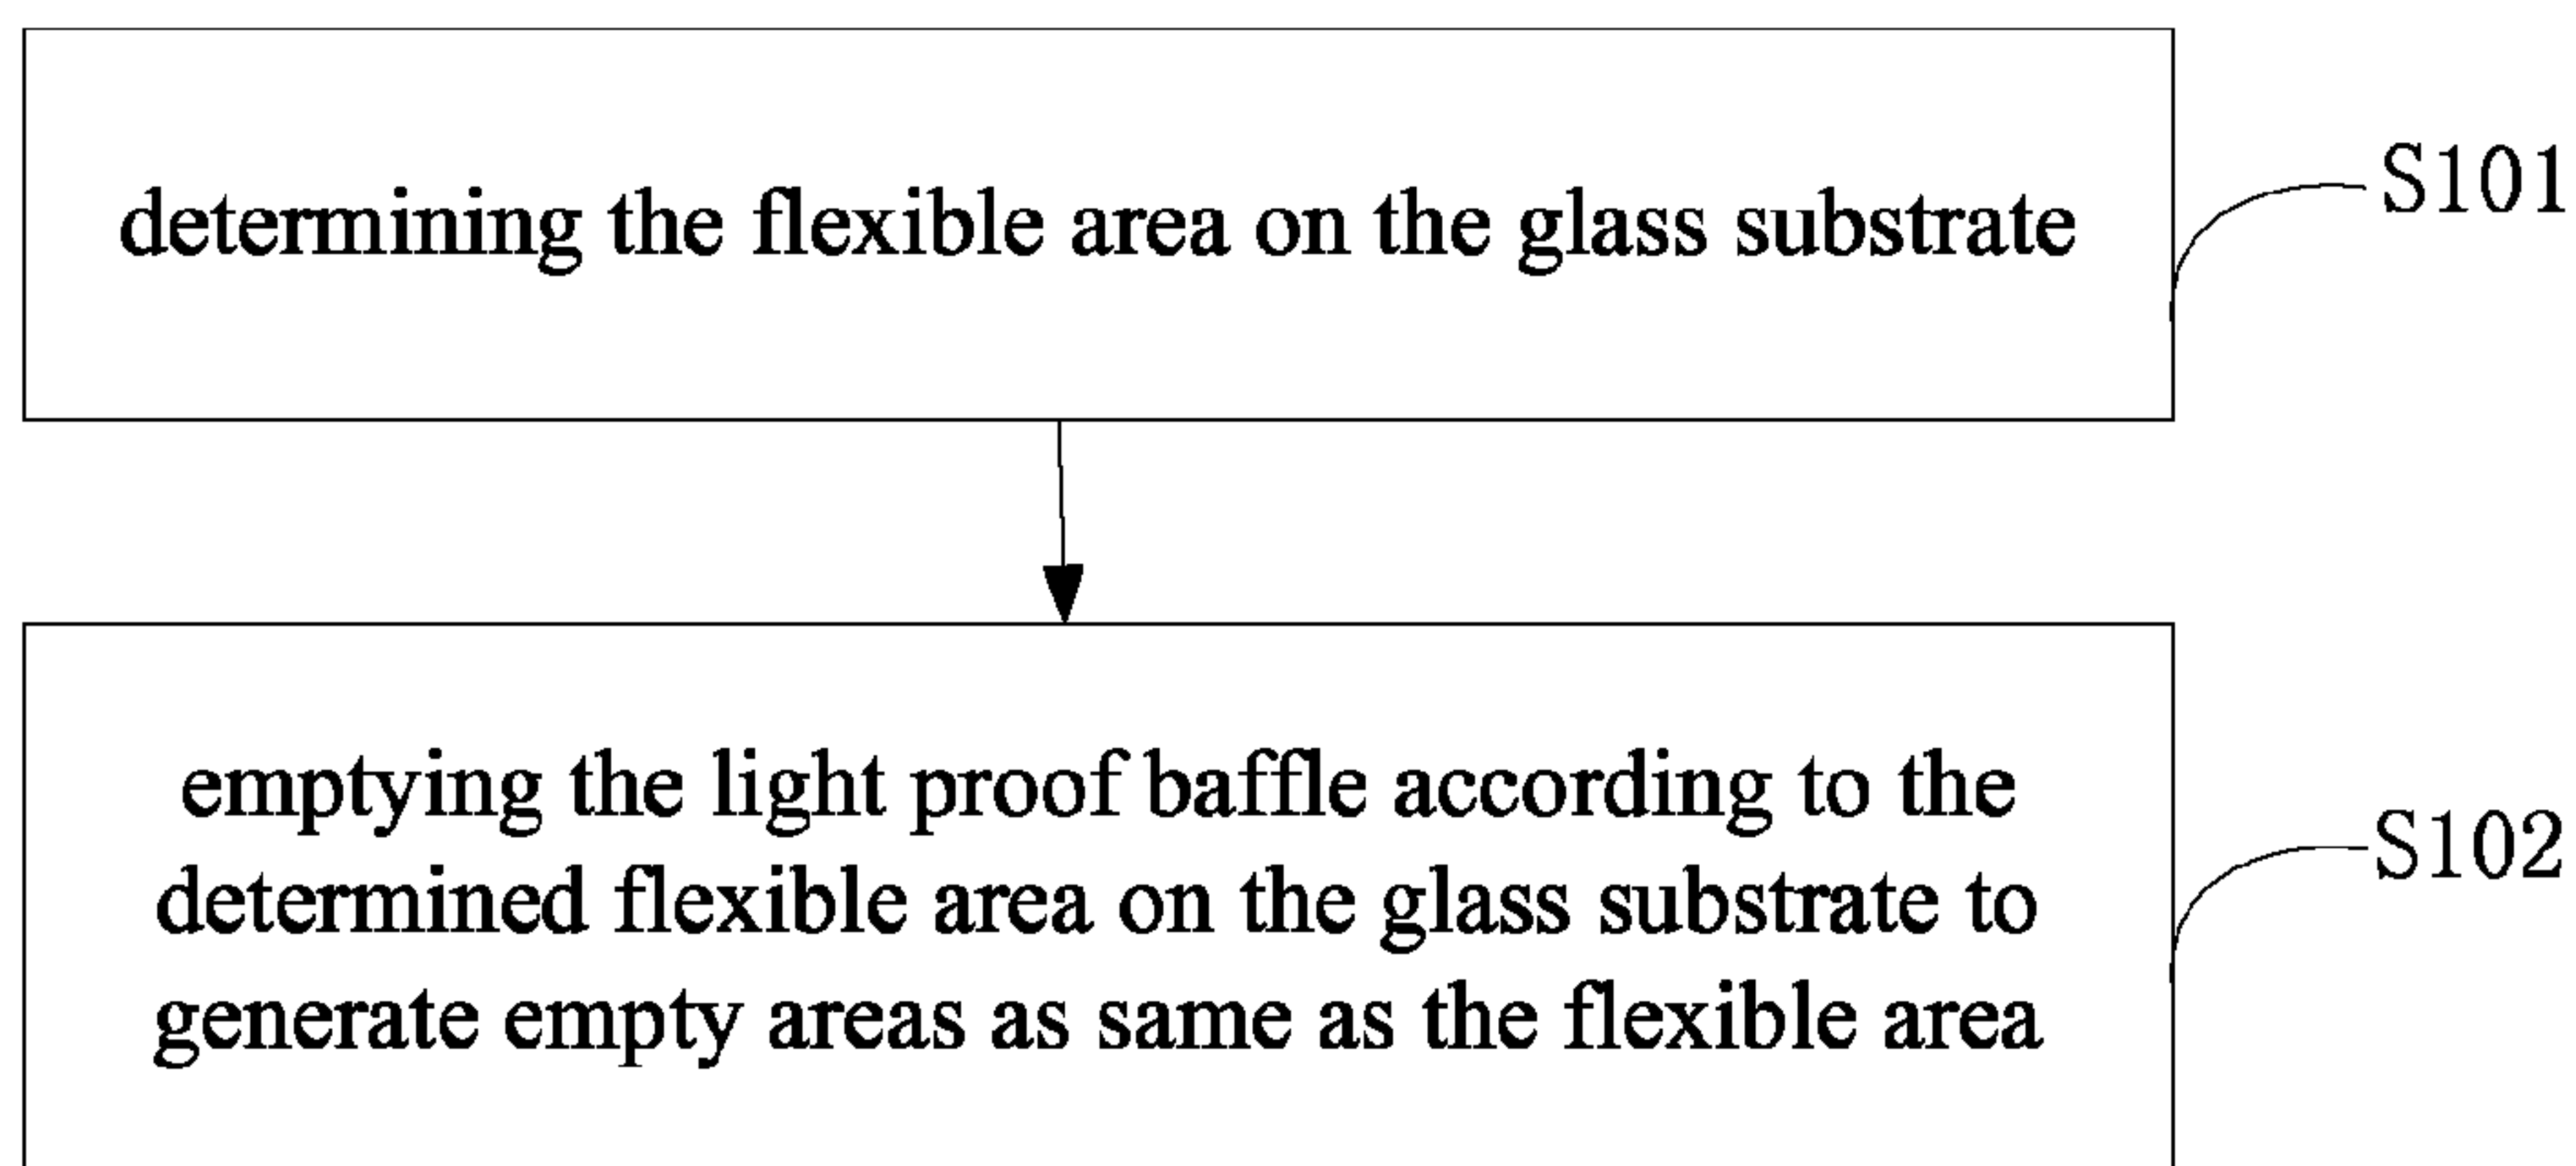 determining the flexible area on the glass substrate
S101
emptying the light proof baffle according to the
determined flexible area on the glass substrate to
generate empty areas as same as the flexible area
S102